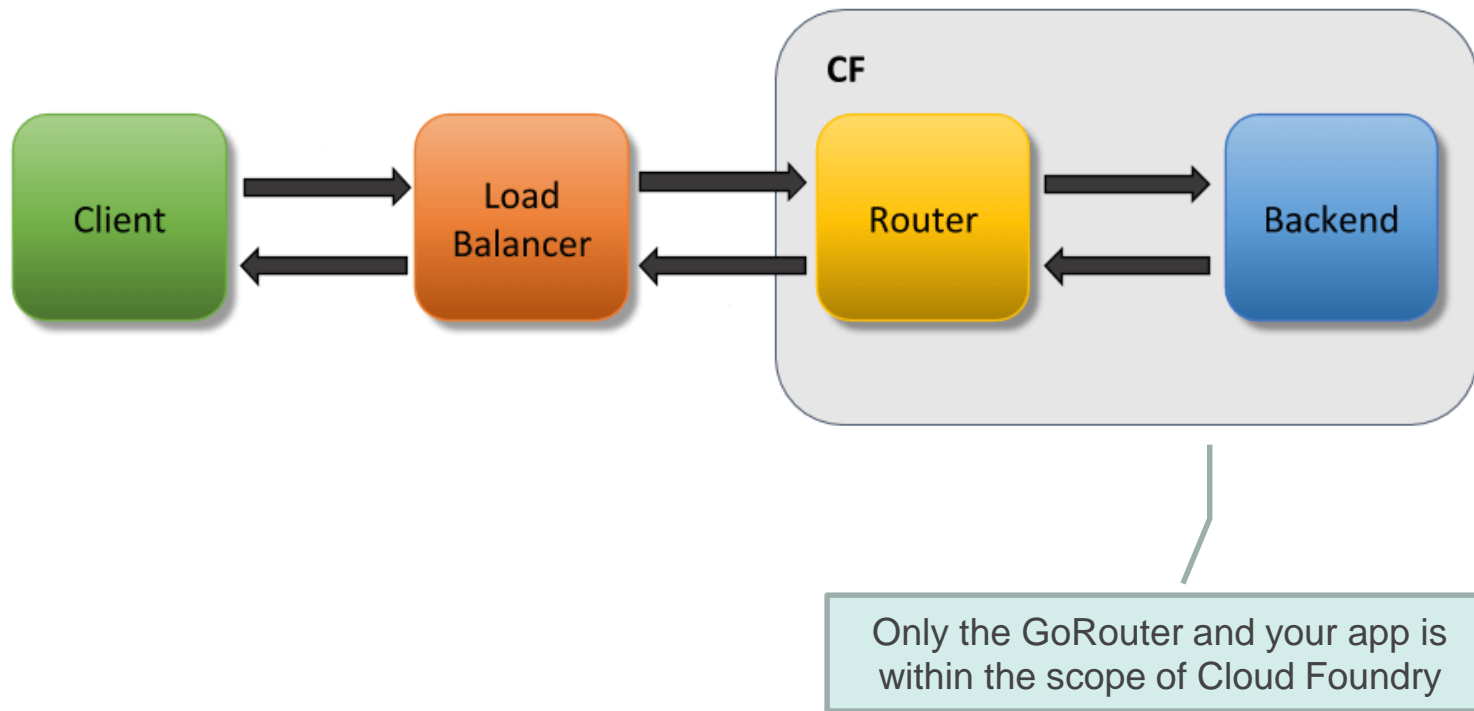 CF
Client
Load
Balancer
Router
Backend
Only the GoRouter and your app is
within the scope of Cloud Foundry